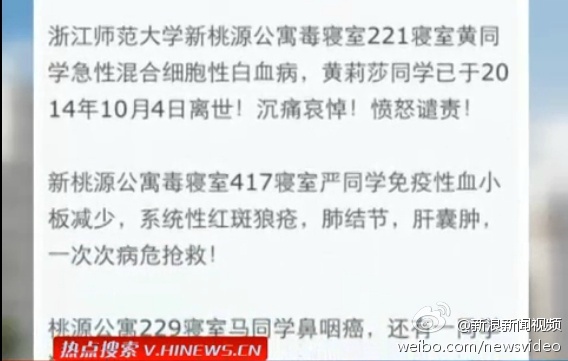 浙江师范大学新桃源公寓毒寝室221寝室黄同
学急性混合细胞性白血病，黄莉莎同学已于20
14年10月4日离世！沉痛哀悼！愤怒谴责！
新桃源公寓毒寝室417寝室严同学免疫性血小
板减少，系统性红斑狼疮，肺结节，肝囊肿，
一次次病危抢救！
桃源公寓229寝室马同学鼻咽癌，还有一同学
热点搜索 V.HINEWS.CN
@新浪新闻视频
weibo.com/newsvideo